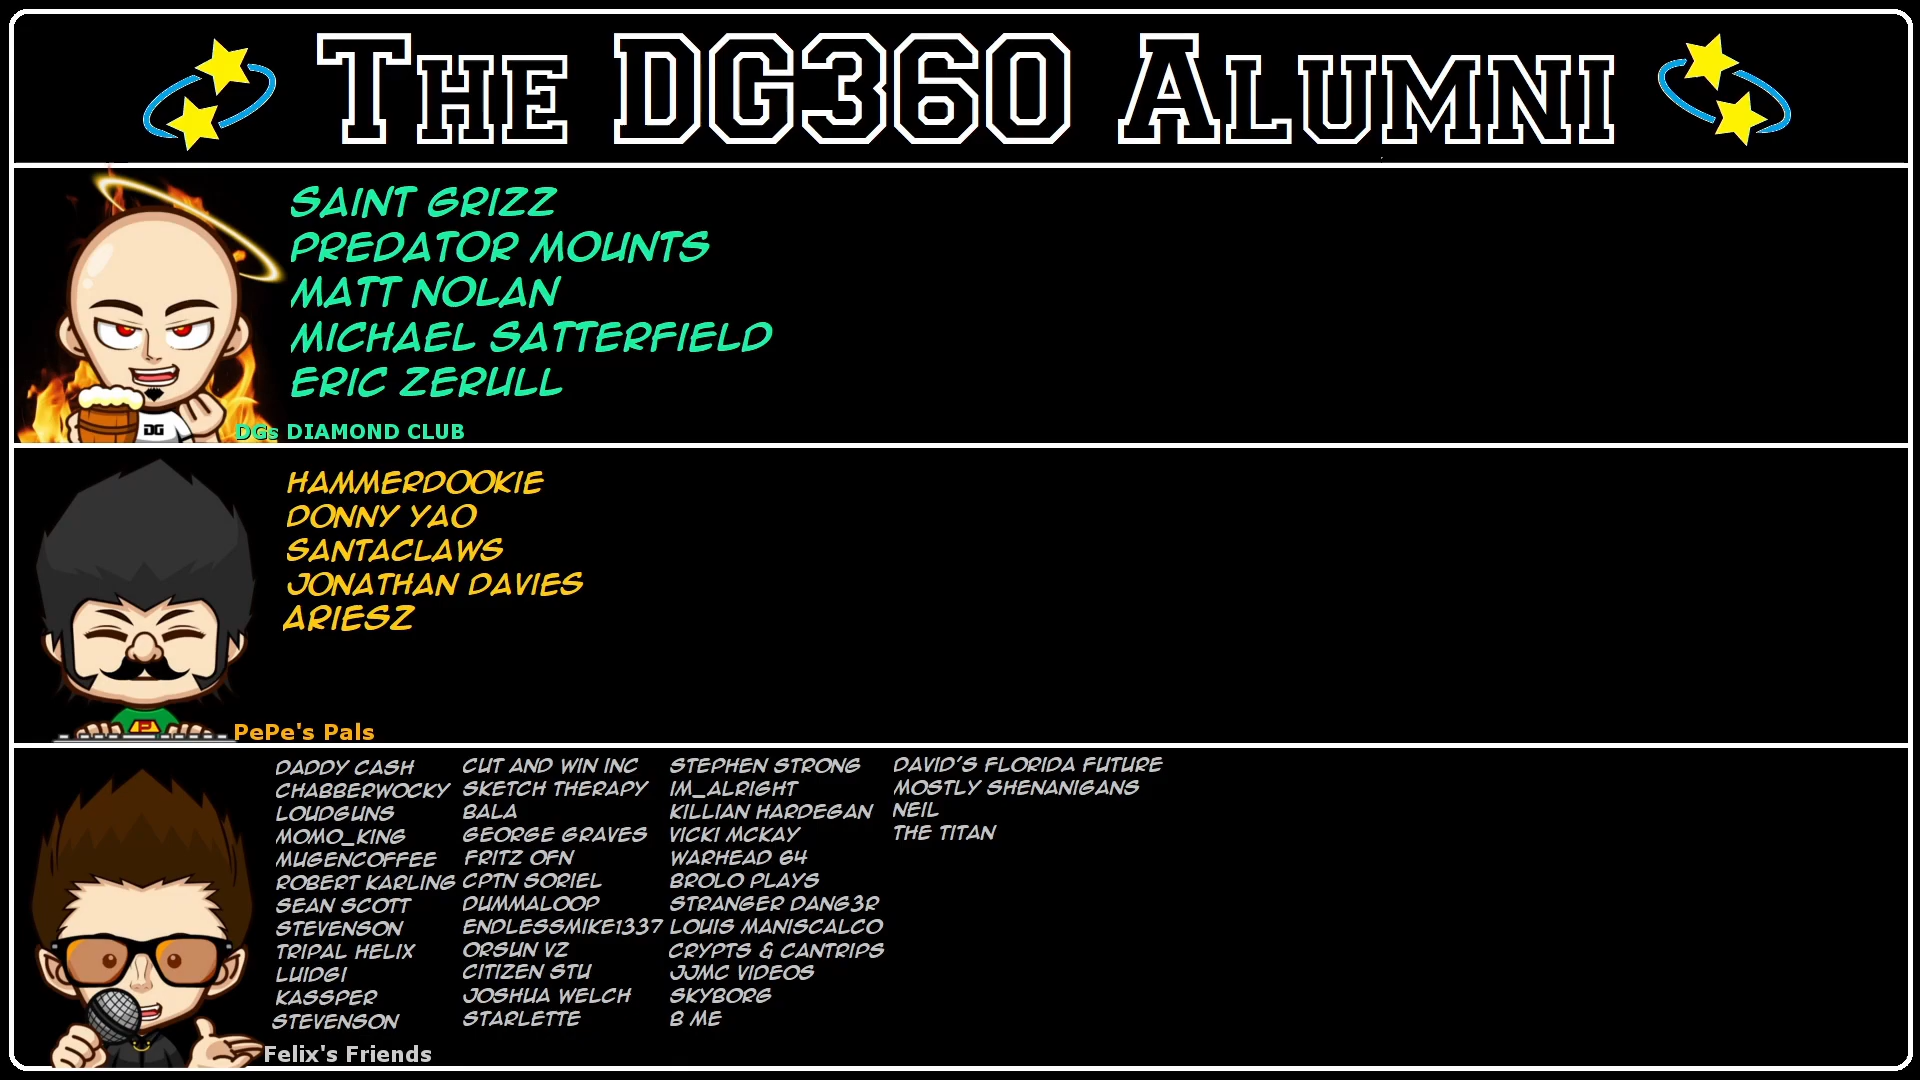 THE DG360 ALUMNI
SAINT GRIZZ
PREDATOR MOUNTS
MATT NOLAN
MICHAEL SATTERFIELD
ERIC ZERULL
DG
DGs DIAMOND CLUB
HAMMERDOOKIE
DONNY YAO
SANTACLAWS
JONATHAN DAVIES
ARIESZ
P
PePe's Pals
DADDY CASH
CHABBERWOCKY
LOUDGUNS
MOMO_KING
MUGENCOFFEE
ROBERT KARLING
SEAN SCOTT
STEVENSON
TRIPAL HELIX
LUIDGI
KASSPER
STEVENSON
CUT AND WIN INC
SKETCH THERAPY
BALA
GEORGE GRAVES
FRITZ OFN
CPTN SORIEL
DUMMALOOP
ENDLESSMIKE1337
ORSUN VZ
CITIZEN STU
JOSHUA WELCH
STARLETTE
STEPHEN STRONG
IM_ALRIGHT
KILLIAN HARDEGAN
VICKI MCKAY
WARHEAD 64
BROLO PLAYS
STRANGER DANG3R
LOUIS MANISCALCO
CRYPTS & CANTRIPS
JJMC VIDEOS
SKYBORG
B ME
DAVID'S FLORIDA FUTURE
MOSTLY SHENANIGANS
NEIL
THE TITAN
Felix's Friends